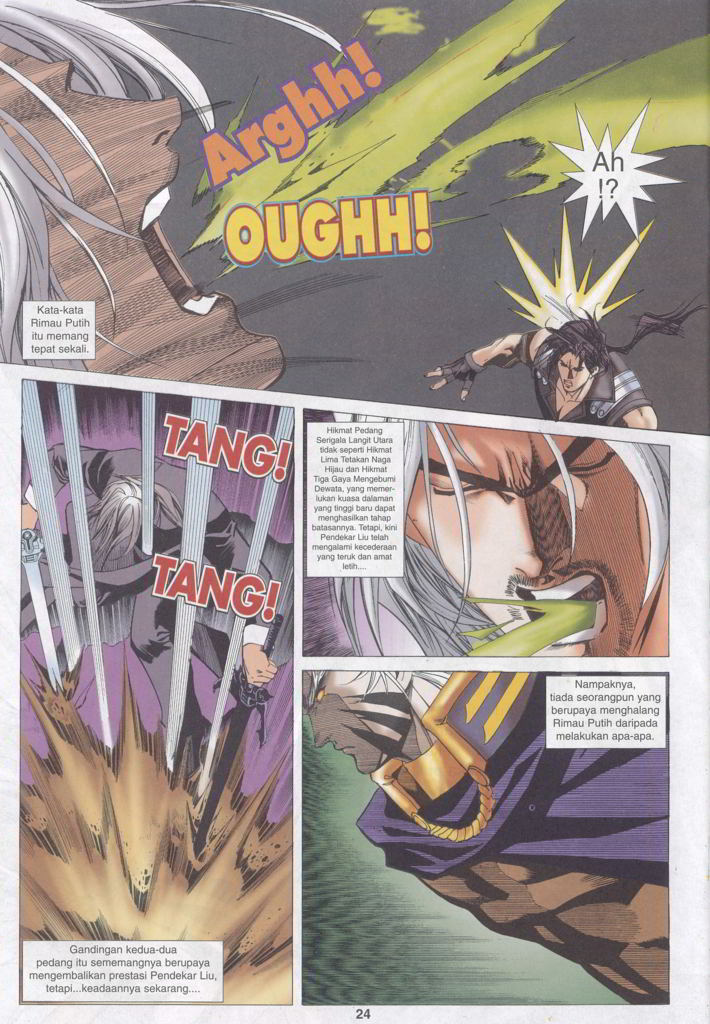 Arghh!
OUGHH!
Ah
!?
Kata-kata
Rimau Putih
itu memang
tepat sekali.
TANG!
TANG!
Gandingan kedua-dua
pedang itu sememangnya berupaya
mengembalikan prestasi Pendekar Liu,
tetapi...keadaannya sekarang....
Hikmat Pedang
Serigala Langit Utara
tidak seperti Hikmat
Lima Tetakan Naga
Hijau dan Hikmat
Tiga Gaya Mengebumi
Dewata, yang memer-
lukan kuasa dalaman
yang tinggi baru dapat
menghasilkan tahap
batasannya. Tetapi, kini
Pendekar Liu telah
mengalami kecederaan
yang teruk dan amat
letih....
Nampaknya,
tiada seorangpun yang
berupaya menghalang
Rimau Putih daripada
melakukan apa-apa.
24